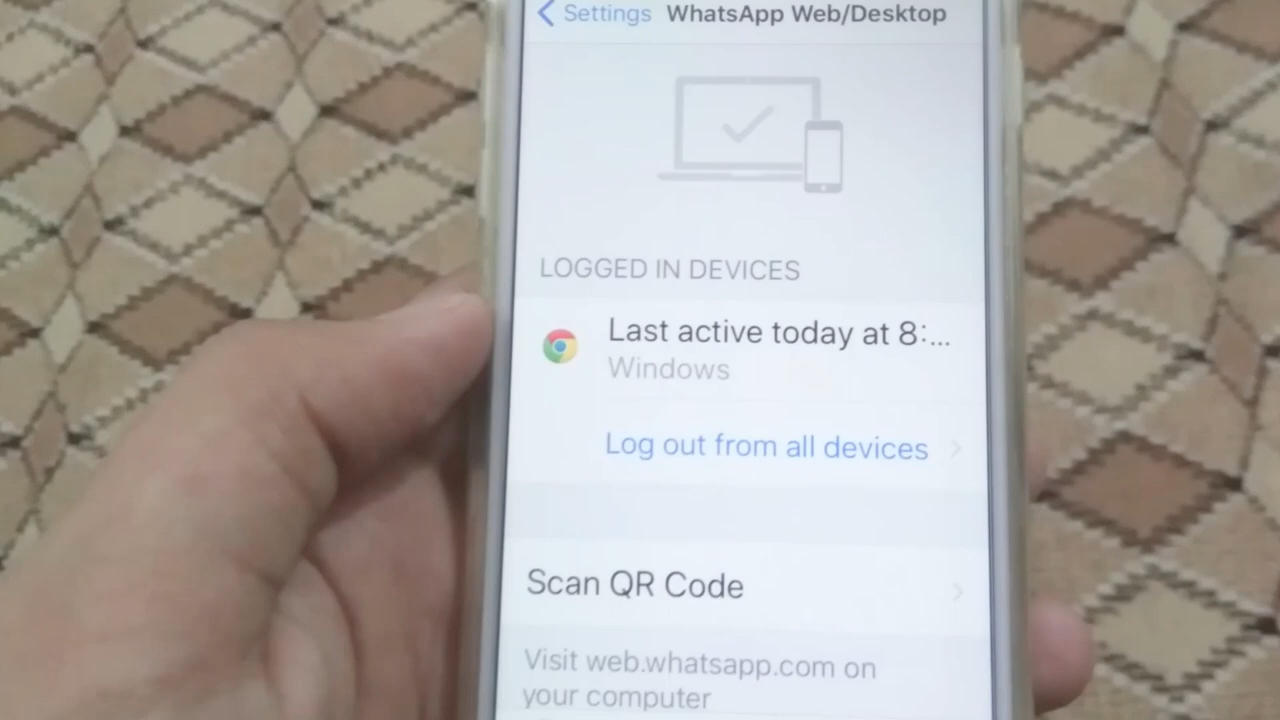 Settings WhatsApp Web/Desktop
LOGGED IN DEVICES
Last active today at 8:...
Windows
Log out from all devices
Scan QR Code
Visit web.whatsapp.com on
your computer